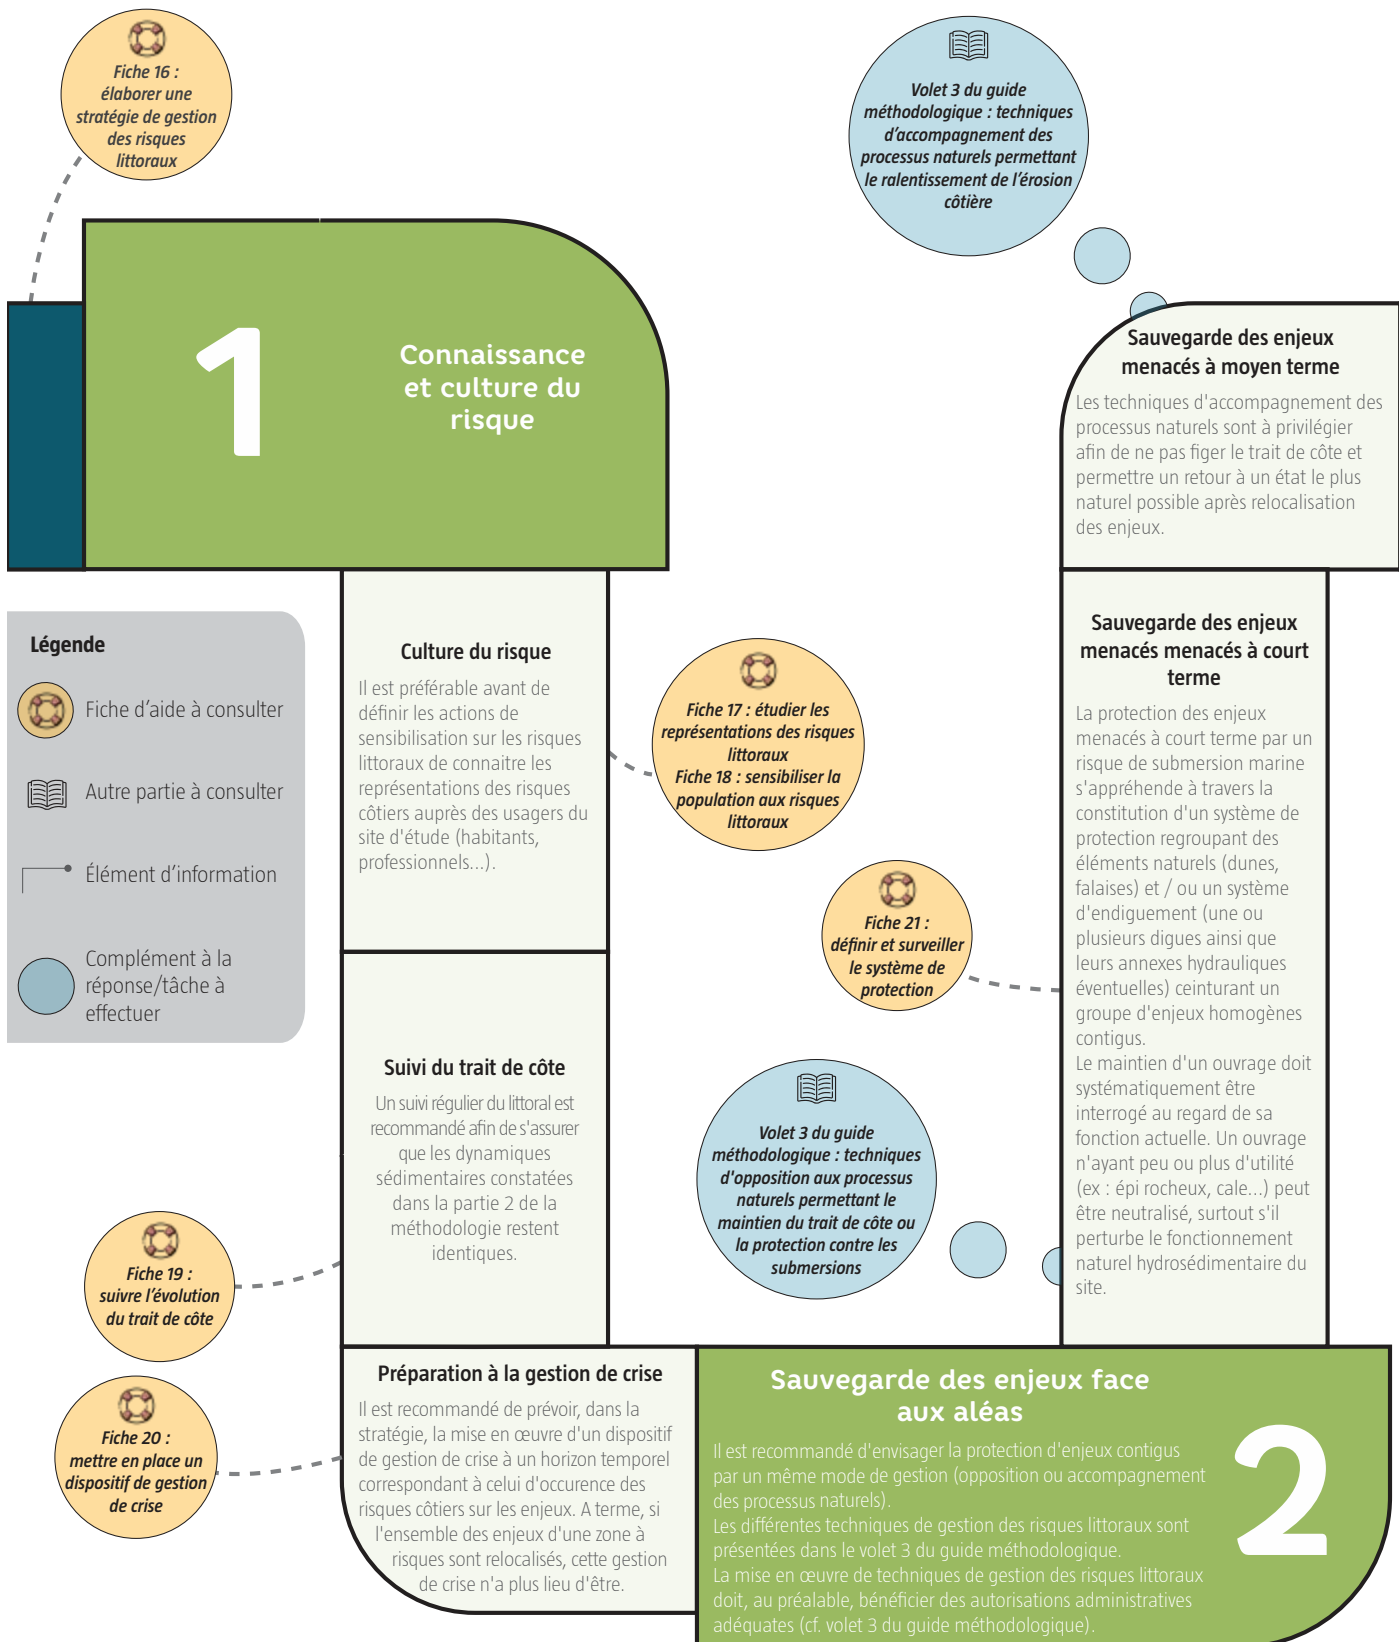 Fiche 16 :
élaborer une
stratégie de gestion
des risques
littoraux
Volet 3 du guide
méthodologique : techniques
d'accompagnement des
processus naturels permettant
le ralentissement de l'érosion
côtière
1
Connaissance
et culture du
risque
Sauvegarde des enjeux
menacés à moyen terme
Les techniques d'accompagnement des
processus naturels sont à privilégier
afin de ne pas figer le trait de côte et
permettre un retour à un état le plus
naturel possible après relocalisation
des enjeux.
Légende
Fiche d'aide à consulter
Autre partie à consulter
Élément d'information
Complément à la
réponse/tâche à
effectuer
Culture du risque
Il est préférable avant de
définir les actions de
sensibilisation sur les risques
littoraux de connaitre les
représentations des risques
côtiers auprès des usagers du
site d'étude (habitants,
professionnels...).
Fiche 17 : étudier les
représentations des risques
littoraux
Fiche 18 : sensibiliser la
population aux risques
littoraux
Sauvegarde des enjeux
menacés menacés à court
terme
La protection des enjeux
menacés à court terme par un
risque de submersion marine
s'appréhende à travers la
constitution d'un système de
protection regroupant des
éléments naturels (dunes,
falaises) et / ou un système
d'endiguement (une ou
plusieurs digues ainsi que
leurs annexes hydrauliques
éventuelles) ceinturant un
groupe d'enjeux homogènes
contigus.
Le maintien d'un ouvrage doit
systématiquement être
interrogé au regard de sa
fonction actuelle. Un ouvrage
n'ayant peu ou plus d'utilité
(ex : épi rocheux, cale...) peut
être neutralisé, surtout s'il
perturbe le fonctionnement
naturel hydrosédimentaire du
site.
Fiche 21 :
définir et surveiller
le système de
protection
Suivi du trait de côte
Un suivi régulier du littoral est
recommandé afin de s'assurer
que les dynamiques
sédimentaires constatées
dans la partie 2 de la
méthodologie restent
identiques.
Volet 3 du guide
méthodologique : techniques
d'opposition aux processus
naturels permettant le
maintien du trait de côte ou
la protection contre les
submersions
Fiche 19 :
suivre l'évolution
du trait de côte
Fiche 20 :
mettre en place un
dispositif de gestion
de crise
Préparation à la gestion de crise
Il est recommandé de prévoir, dans la
stratégie, la mise en œuvre d'un dispositif
de gestion de crise à un horizon temporel
correspondant à celui d'occurence des
risques côtiers sur les enjeux. A terme, si
l'ensemble des enjeux d'une zone à
risques sont relocalisés, cette gestion
de crise n'a plus lieu d'être.
Sauvegarde des enjeux face
aux aléas
Il est recommandé d'envisager la protection d'enjeux contigus
par un même mode de gestion (opposition ou accompagnement
des processus naturels).
Les différentes techniques de gestion des risques littoraux sont
présentées dans le volet 3 du guide méthodologique.
La mise en œuvre de techniques de gestion des risques littoraux
doit, au préalable, bénéficier des autorisations administratives
adéquates (cf. volet 3 du guide méthodologique).
2